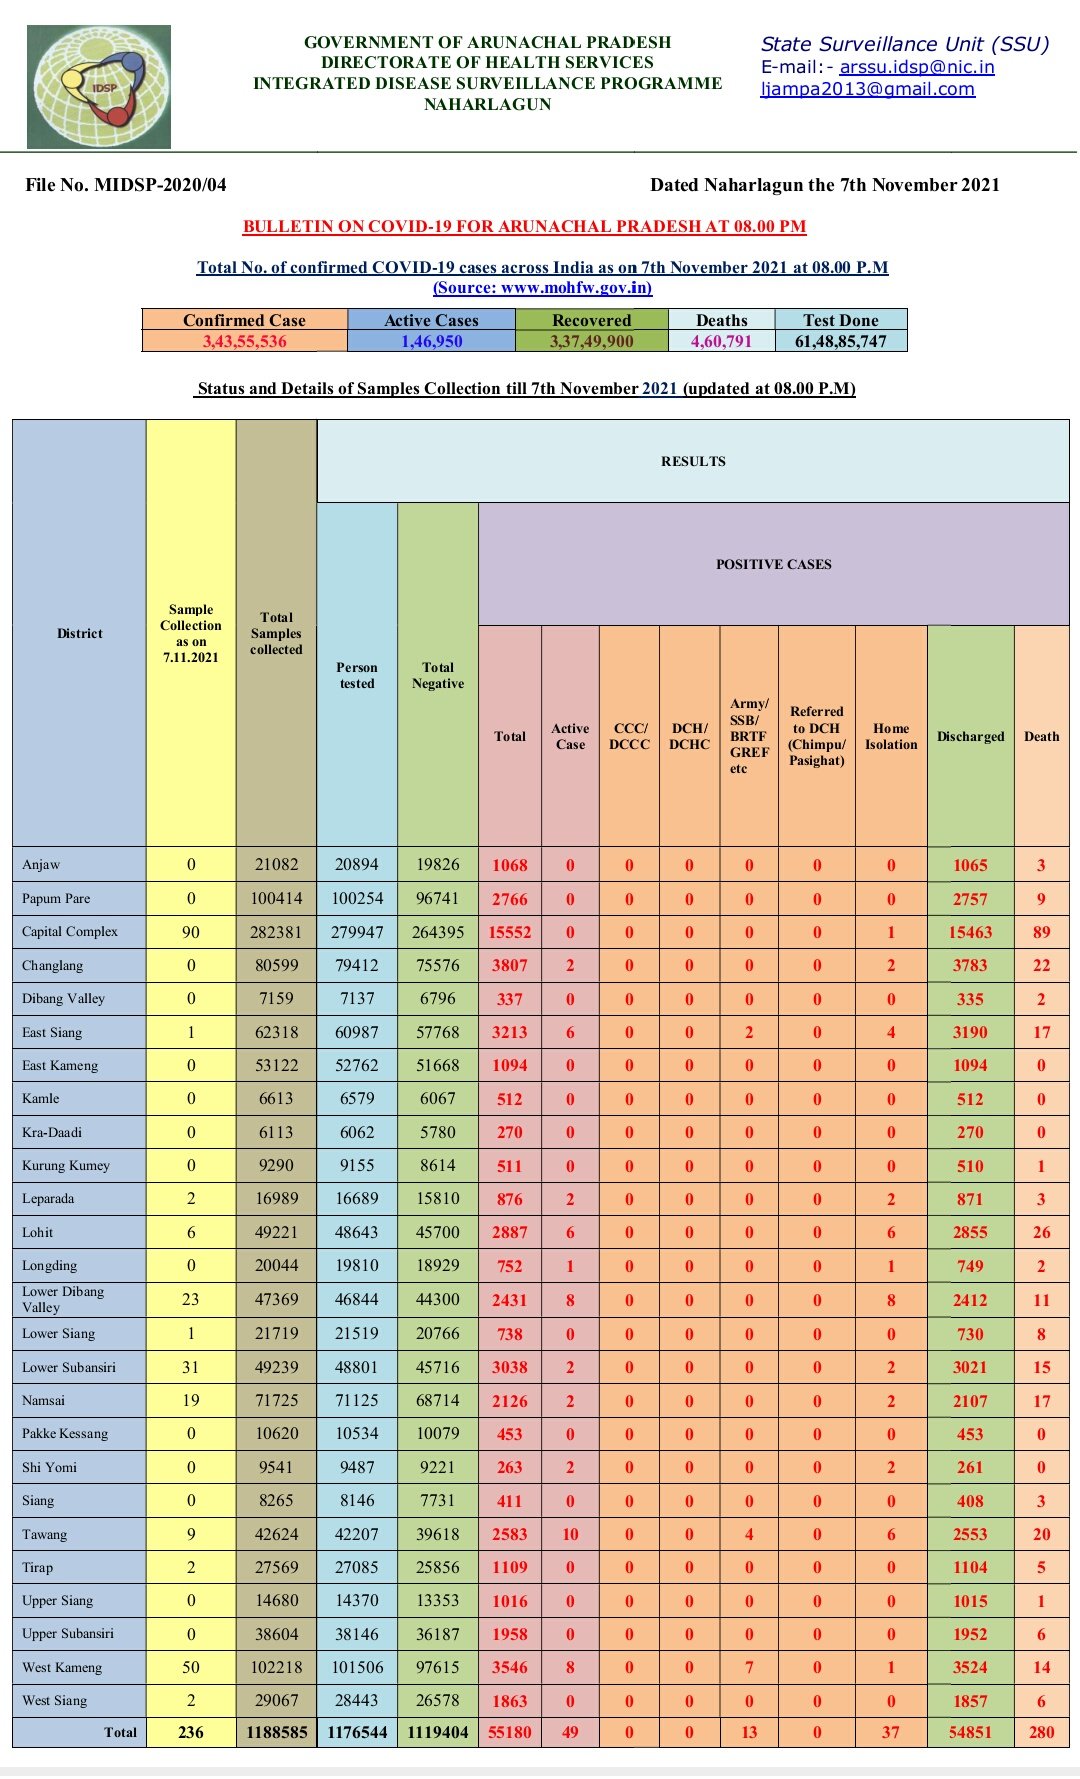 IDSP
GOVERNMENT OF ARUNACHAL PRADESH
DIRECTORATE OF HEALTH SERVICES
INTEGRATED DISEASE SURVEILLANCE PROGRAMME
NAHARLAGUN
State Surveillance Unit (SSU)
E-mail:- arssu.idsp@nic.in
ljampa2013@gmail.com
File No. MIDSP-2020/04 Dated Naharlagun the 7th November 2021
BULLETIN ON COVID-19 FOR ARUNACHAL PRADESH AT 08.00 PM
Total No. of confirmed COVID-19 cases across India as on 7th November 2021 at 08.00 P.M
(Source: www.mohfw.gov.in)
Confirmed Case Active Cases Recovered Deaths Test Done
3,43,55,536 1,46,950 3,37,49,900 4,60,791 61,48,85,747
Status and Details of Samples Collection till 7th November 2021 (updated at 08.00 P.M)
District
Sample
Collection
as on
7.11.2021
Total
Samples
collected
RESULTS
Person
tested
Total
Negative
POSITIVE CASES
Total
Active
Case
CCC/
DCCC
DCH/
DCHC
Army/
SSB/
BRTF
GREF
etc
Referred
to DCH
(Chimpu/
Pasighat)
Home
Isolation
Discharged
Death
Anjaw 0 21082 20894 19826 1068 0 0 0 0 0 0 1065 3
Papum Pare 0 100414 100254 96741 2766 0 0 0 0 0 0 2757 9
Capital Complex 90 282381 279947 264395 15552 0 0 0 0 0 1 15463 89
Changlang 0 80599 79412 75576 3807 2 0 0 0 0 2 3783 22
Dibang Valley 0 7159 7137 6796 337 0 0 0 0 0 0 335 2
East Siang 1 62318 60987 57768 3213 6 0 0 2 0 4 3190 17
East Kameng 0 53122 52762 51668 1094 0 0 0 0 0 0 1094 0
Kamle 0 6613 6579 6067 512 0 0 0 0 0 0 512 0
Kra-Daadi 0 6113 6062 5780 270 0 0 0 0 0 0 270 0
Kurung Kumey 0 9290 9155 8614 511 0 0 0 0 0 0 510 1
Leparada 2 16989 16689 15810 876 2 0 0 0 0 2 871 3
Lohit 6 49221 48643 45700 2887 6 0 0 0 0 6 2855 26
Longding 0 20044 19810 18929 752 1 0 0 0 0 1 749 2
Lower Dibang
Valley 23 47369 46844 44300 2431 8 0 0 0 0 8 2412 11
Lower Siang 1 21719 21519 20766 738 0 0 0 0 0 0 730 8
Lower Subansiri 31 49239 48801 45716 3038 2 0 0 0 0 2 3021 15
Namsai 19 71725 71125 68714 2126 2 0 0 0 0 2 2107 17
Pakke Kessang 0 10620 10534 10079 453 0 0 0 0 0 0 453 0
Shi Yomi 0 9541 9487 9221 263 2 0 0 0 0 2 261 0
Siang 0 8265 8146 7731 411 0 0 0 0 0 0 408 3
Tawang 9 42624 42207 39618 2583 10 0 0 4 0 6 2553 20
Tirap 2 27569 27085 25856 1109 0 0 0 0 0 0 1104 5
Upper Siang 0 14680 14370 13353 1016 0 0 0 0 0 0 1015 1
Upper Subansiri 0 38604 38146 36187 1958 0 0 0 0 0 0 1952 6
West Kameng 50 102218 101506 97615 3546 8 0 0 7 0 1 3524 14
West Siang 2 29067 28443 26578 1863 0 0 0 0 0 0 1857 6
Total 236 1188585 1176544 1119404 55180 49 0 0 13 0 37 54851 280